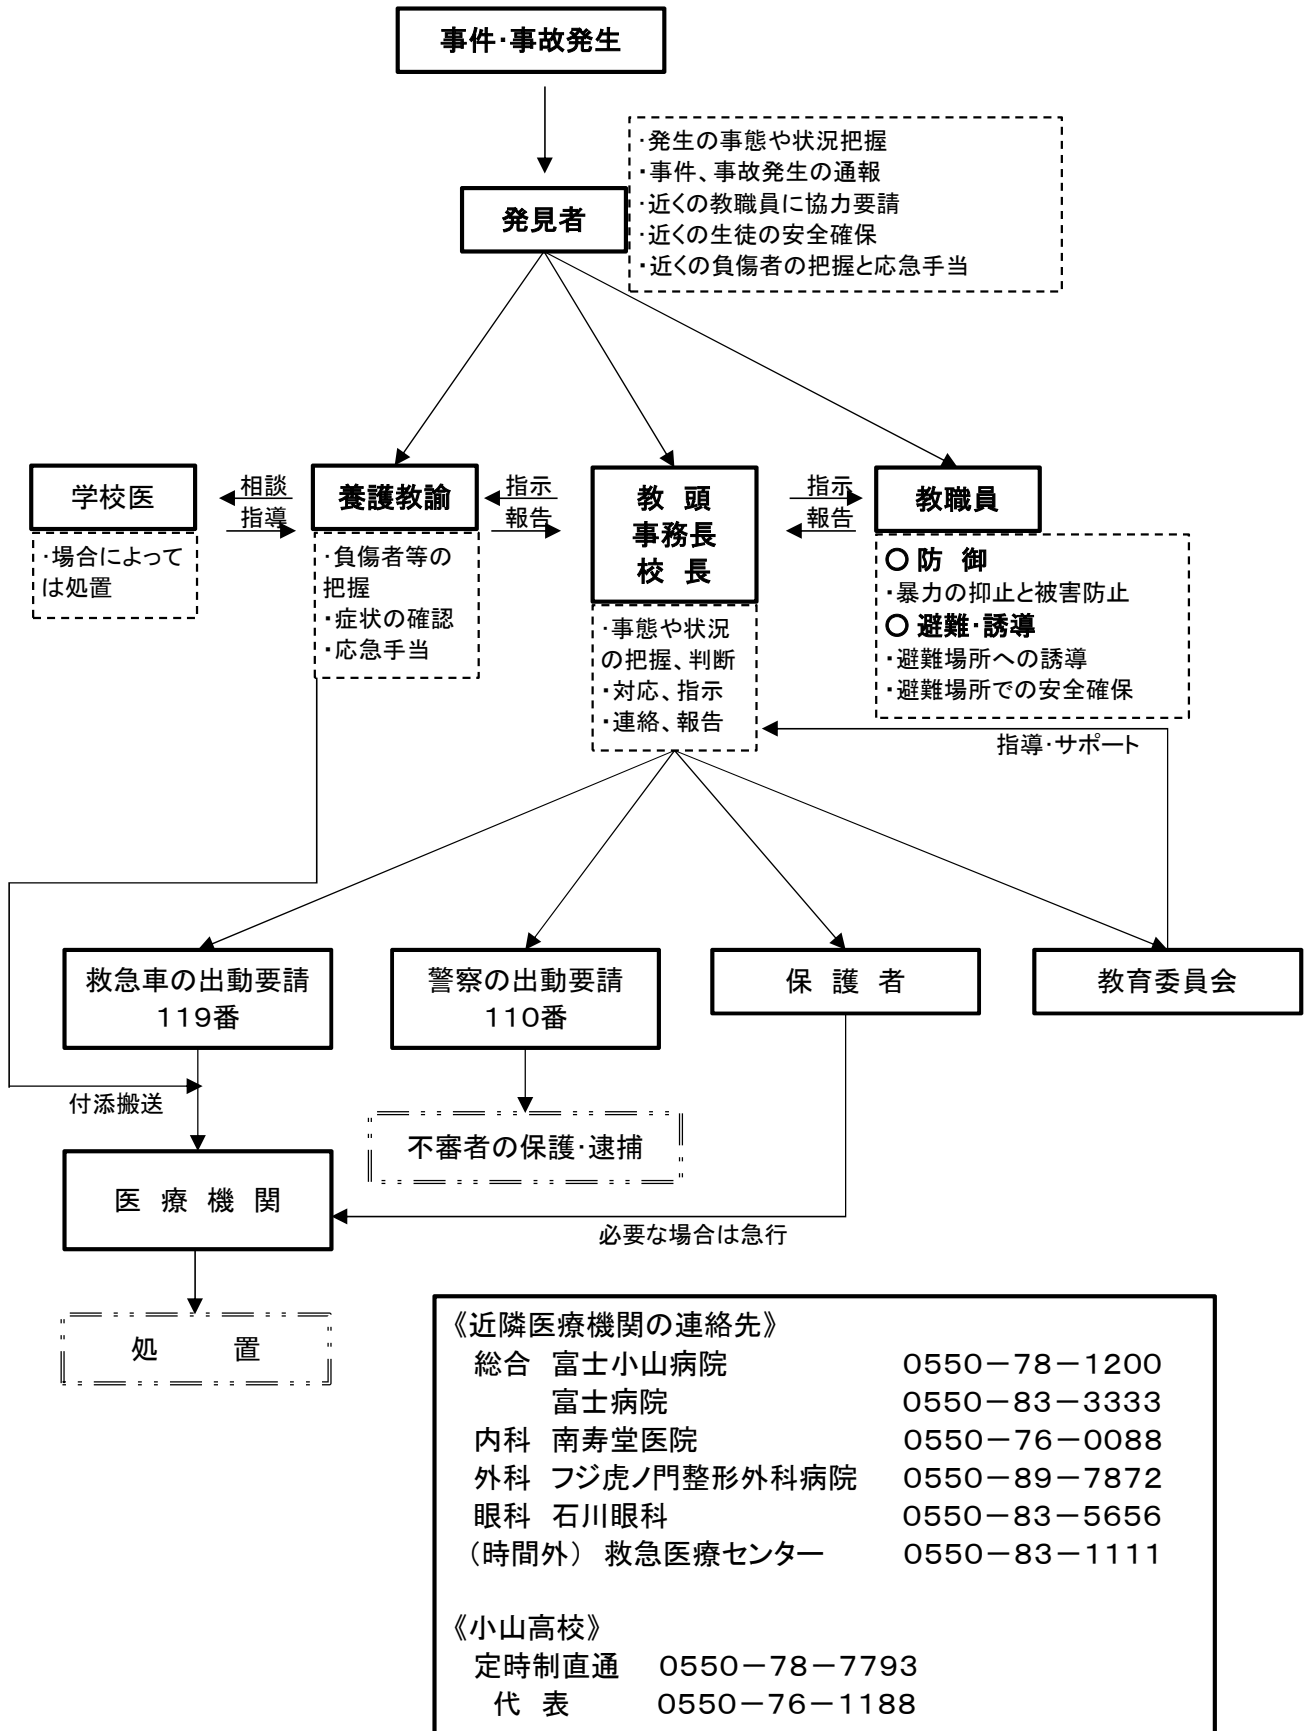 事件・事故発生
・発生の事態や状況把握
・事件、事故発生の通報
・近くの教職員に協力要請
・近くの生徒の安全確保
・近くの負傷者の把握と応急手当
発見者
学校医
相談
指導
養護教諭
指示
報告
教 頭
事務長
校 長
指示
報告
教職員
・場合によって
は処置
・負傷者等の
把握
・症状の確認
・応急手当
・事態や状況
の把握、判断
・対応、指示
・連絡、報告
○ 防 御
・暴力の抑止と被害防止
○ 避難・誘導
・避難場所への誘導
・避難場所での安全確保
指導・サポート
救急車の出動要請
119番
警察の出動要請
110番
保 護 者
教育委員会
付添搬送
不審者の保護・逮捕
医 療 機 関
必要な場合は急行
処 置
《近隣医療機関の連絡先》
総合 富士小山病院 0550-78-1200
富士病院 0550-83-3333
内科 南寿堂医院 0550-76-0088
外科 フジ虎ノ門整形外科病院 0550-89-7872
眼科 石川眼科 0550-83-5656
(時間外) 救急医療センター 0550-83-1111
《小山高校》
定時制直通 0550-78-7793
代 表 0550-76-1188